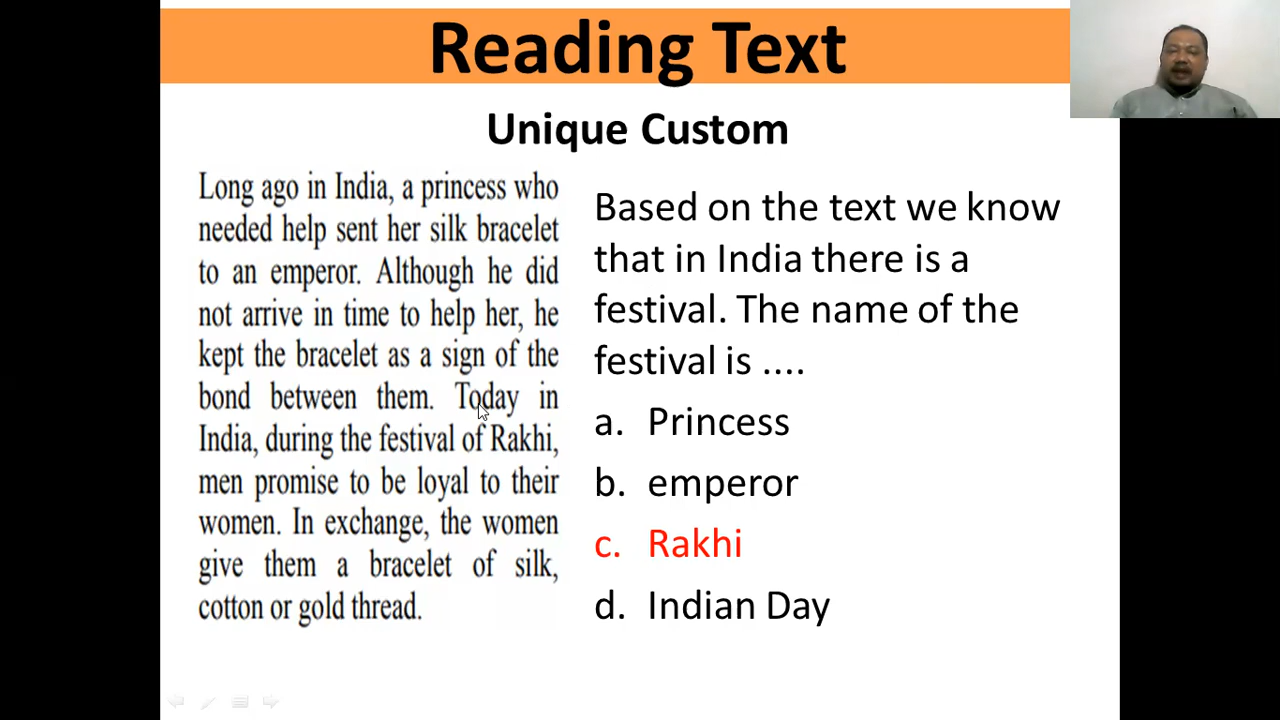 Reading Text
Unique Custom
Long ago in India, a princess who
needed help sent her silk bracelet
to an emperor. Although he did
not arrive in time to help her, he
kept the bracelet as a sign of the
bond between them. Today in
India, during the festival of Rakhi,
men promise to be loyal to their
women. In exchange, the women
give them a bracelet of silk,
cotton or gold thread.
Based on the text we know
that in India there is a
festival. The name of the
festival is ....
a. Princess
b. emperor
c. Rakhi
d. Indian Day